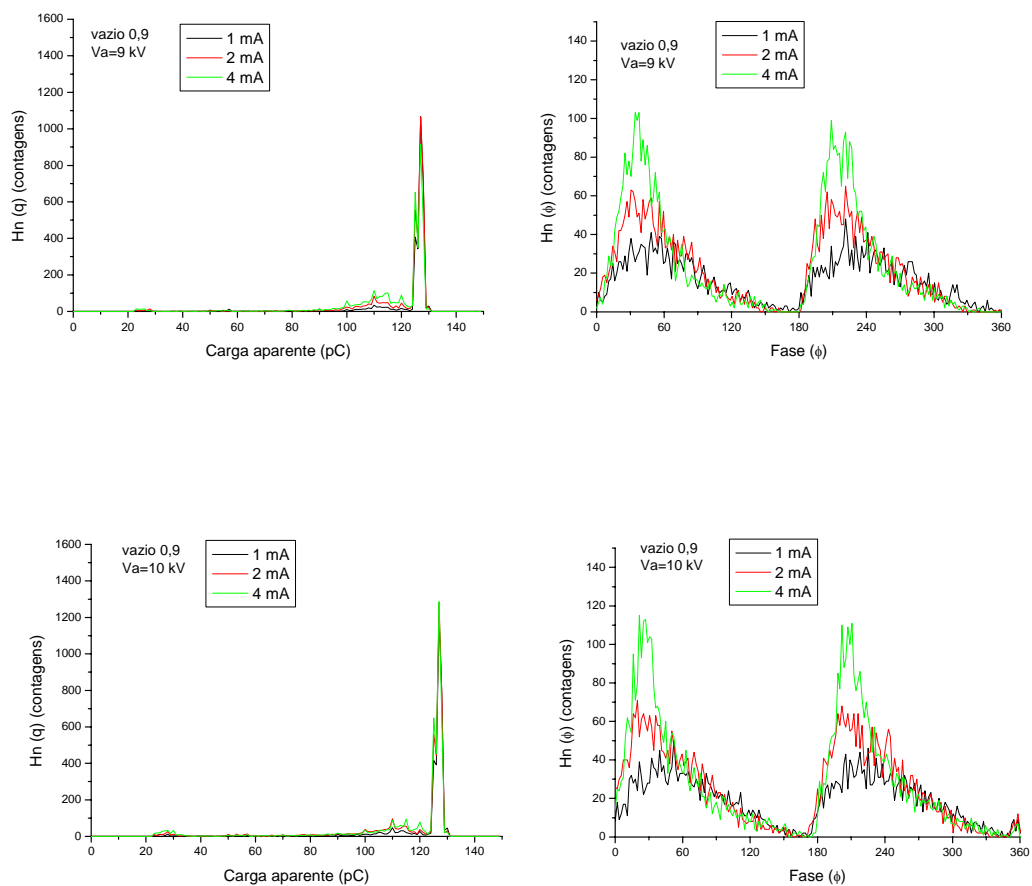 vazio 0,9
Va=9 kV
1 mA
2 mA
4 mA
1600
1400
1200
1000
800
600
400
200
0
0 20 40 60 80 100 120 140
Hn (q) (contagens)
Carga aparente (pC)
vazio 0,9
Va=9 kV
1 mA
2 mA
4 mA
140
120
100
80
60
40
20
0
0 60 120 180 240 300 360
Hn (ϕ) (contagens)
Fase (ϕ)
vazio 0,9
Va=10 kV
1 mA
2 mA
4 mA
1600
1400
1200
1000
800
600
400
200
0
0 20 40 60 80 100 120 140
Hn (q) (contagens)
Carga aparente (pC)
vazio 0,9
Va=10 kV
1 mA
2 mA
4 mA
140
120
100
80
60
40
20
0
0 60 120 180 240 300 360
Hn (ϕ) (contagens)
Fase (ϕ)